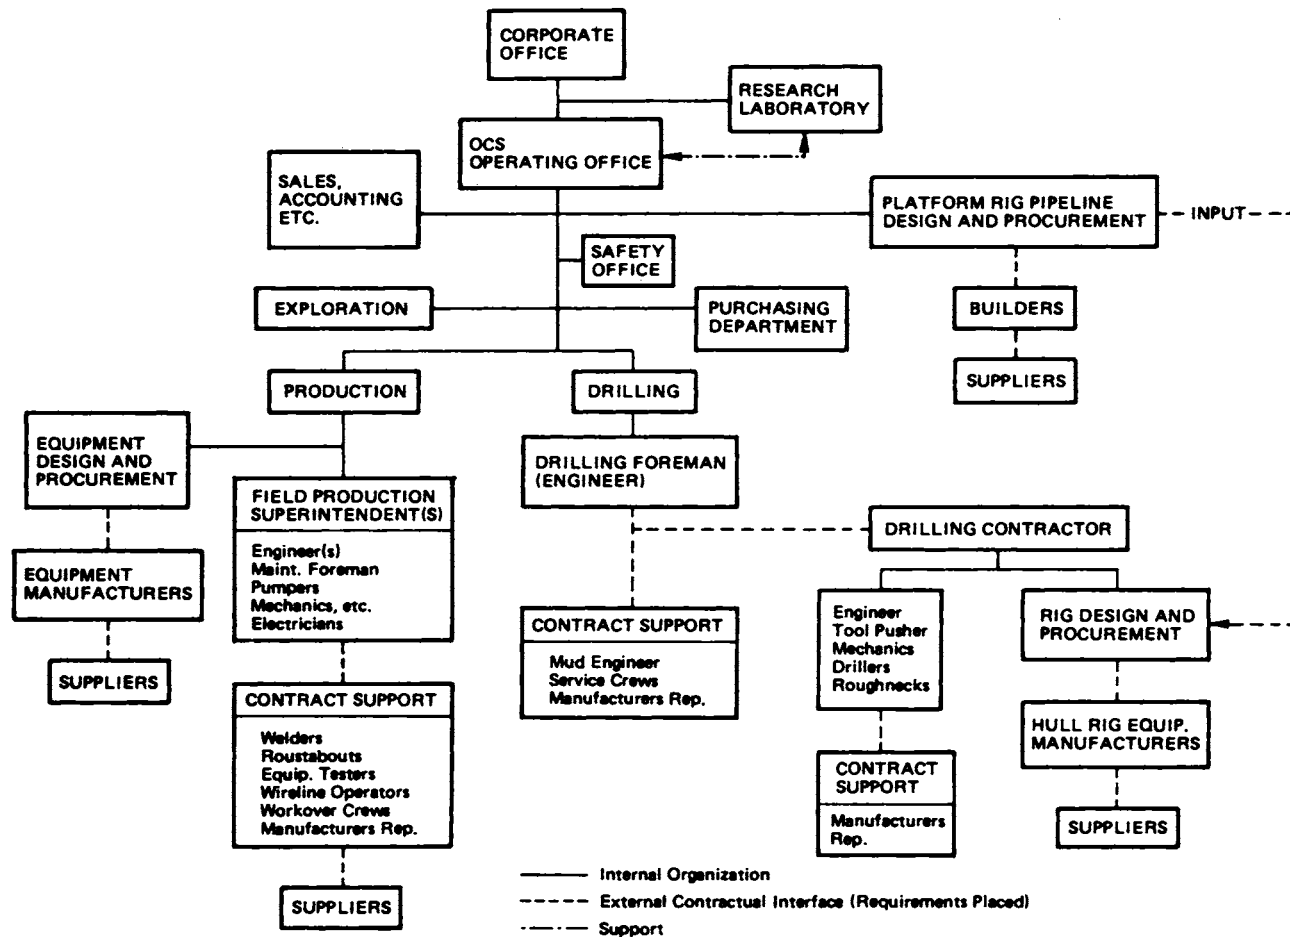 CORPORATE
OFFICE
RESEARCH
LABORATORY
OCS
OPERATING OFFICE
SALES,
ACCOUNTING
ETC.
PLATFORM RIG PIPELINE
DESIGN AND PROCUREMENT
INPUT
SAFETY
OFFICE
EXPLORATION
PURCHASING
DEPARTMENT
BUILDERS
SUPPLIERS
PRODUCTION
DRILLING
EQUIPMENT
DESIGN AND
PROCUREMENT
EQUIPMENT
MANUFACTURERS
SUPPLIERS
FIELD PRODUCTION
SUPERINTENDENT(S)
Engineer(s)
Maint. Foreman
Pumpers
Mechanics, etc.
Electricians
CONTRACT SUPPORT
Welders
Roustabouts
Equip. Testers
Wireline Operators
Workover Crews
Manufacturers Rep.
SUPPLIERS
DRILLING FOREMAN
(ENGINEER)
CONTRACT SUPPORT
Mud Engineer
Service Crews
Manufacturers Rep.
DRILLING CONTRACTOR
Engineer
Tool Pusher
Mechanics
Drillers
Roughnecks
CONTRACT
SUPPORT
Manufacturers
Rep.
RIG DESIGN AND
PROCUREMENT
HULL RIG EQUIP.
MANUFACTURERS
SUPPLIERS
Internal Organization
External Contractual Interface (Requirements Placed)
Support